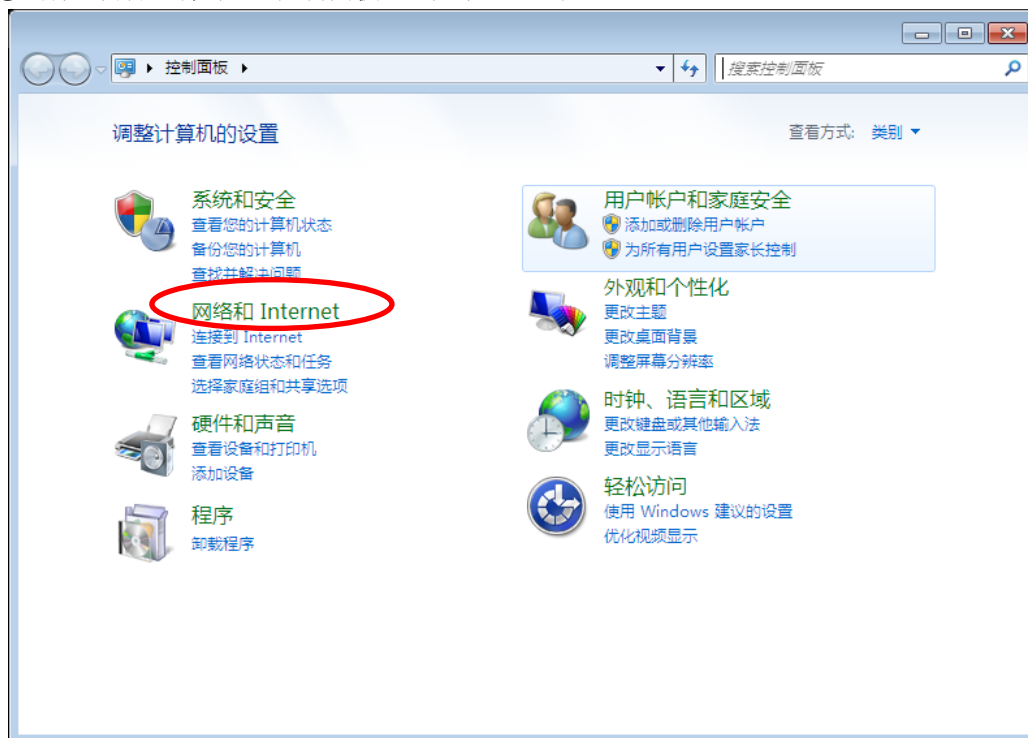 控制面板
搜索控制面板
调整计算机的设置
查看方式: 类别
系统和安全
查看您的计算机状态
备份您的计算机
查找并解决问题
网络和 Internet
连接到 Internet
查看网络状态和任务
选择家庭组和共享选项
硬件和声音
查看设备和打印机
添加设备
程序
卸载程序
用户帐户和家庭安全
添加或删除用户帐户
为所有用户设置家长控制
外观和个性化
更改主题
更改桌面背景
调整屏幕分辨率
时钟、语言和区域
更改键盘或其他输入法
更改显示语言
轻松访问
使用 Windows 建议的设置
优化视频显示